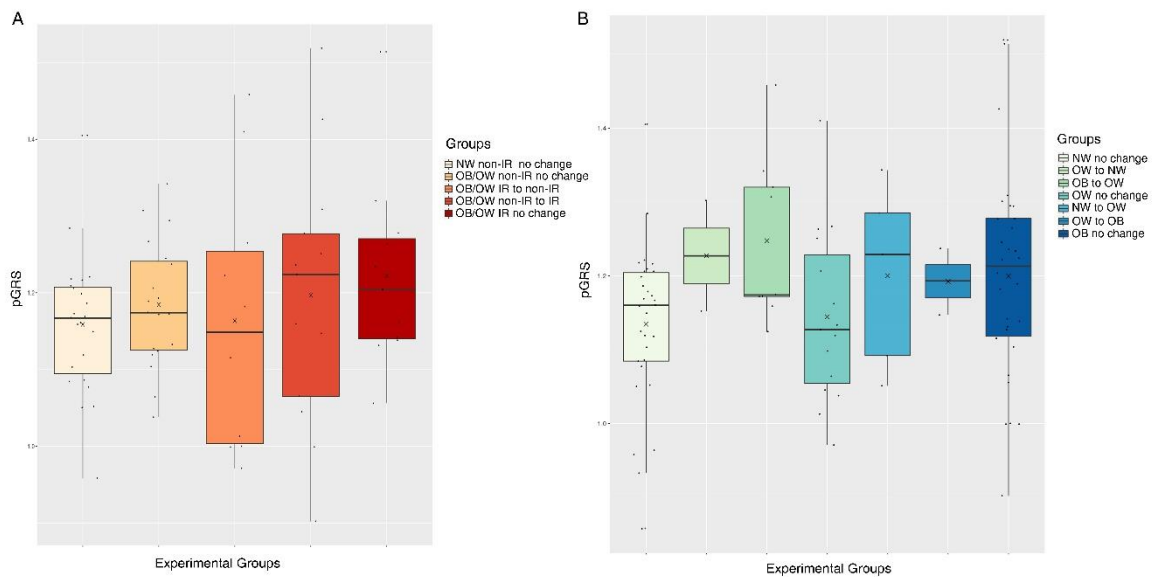 A
pGRS
1.4
1.2
1.0
Experimental Groups
Groups
NW non-IR no change
OB/OW non-IR no change
OB/OW IR to non-IR
OB/OW non-IR to IR
OB/OW IR no change
B
pGRS
1.4
1.2
1.0
Experimental Groups
Groups
NW no change
OW to NW
OB to OW
OW no change
NW to OW
OW to OB
OB no change